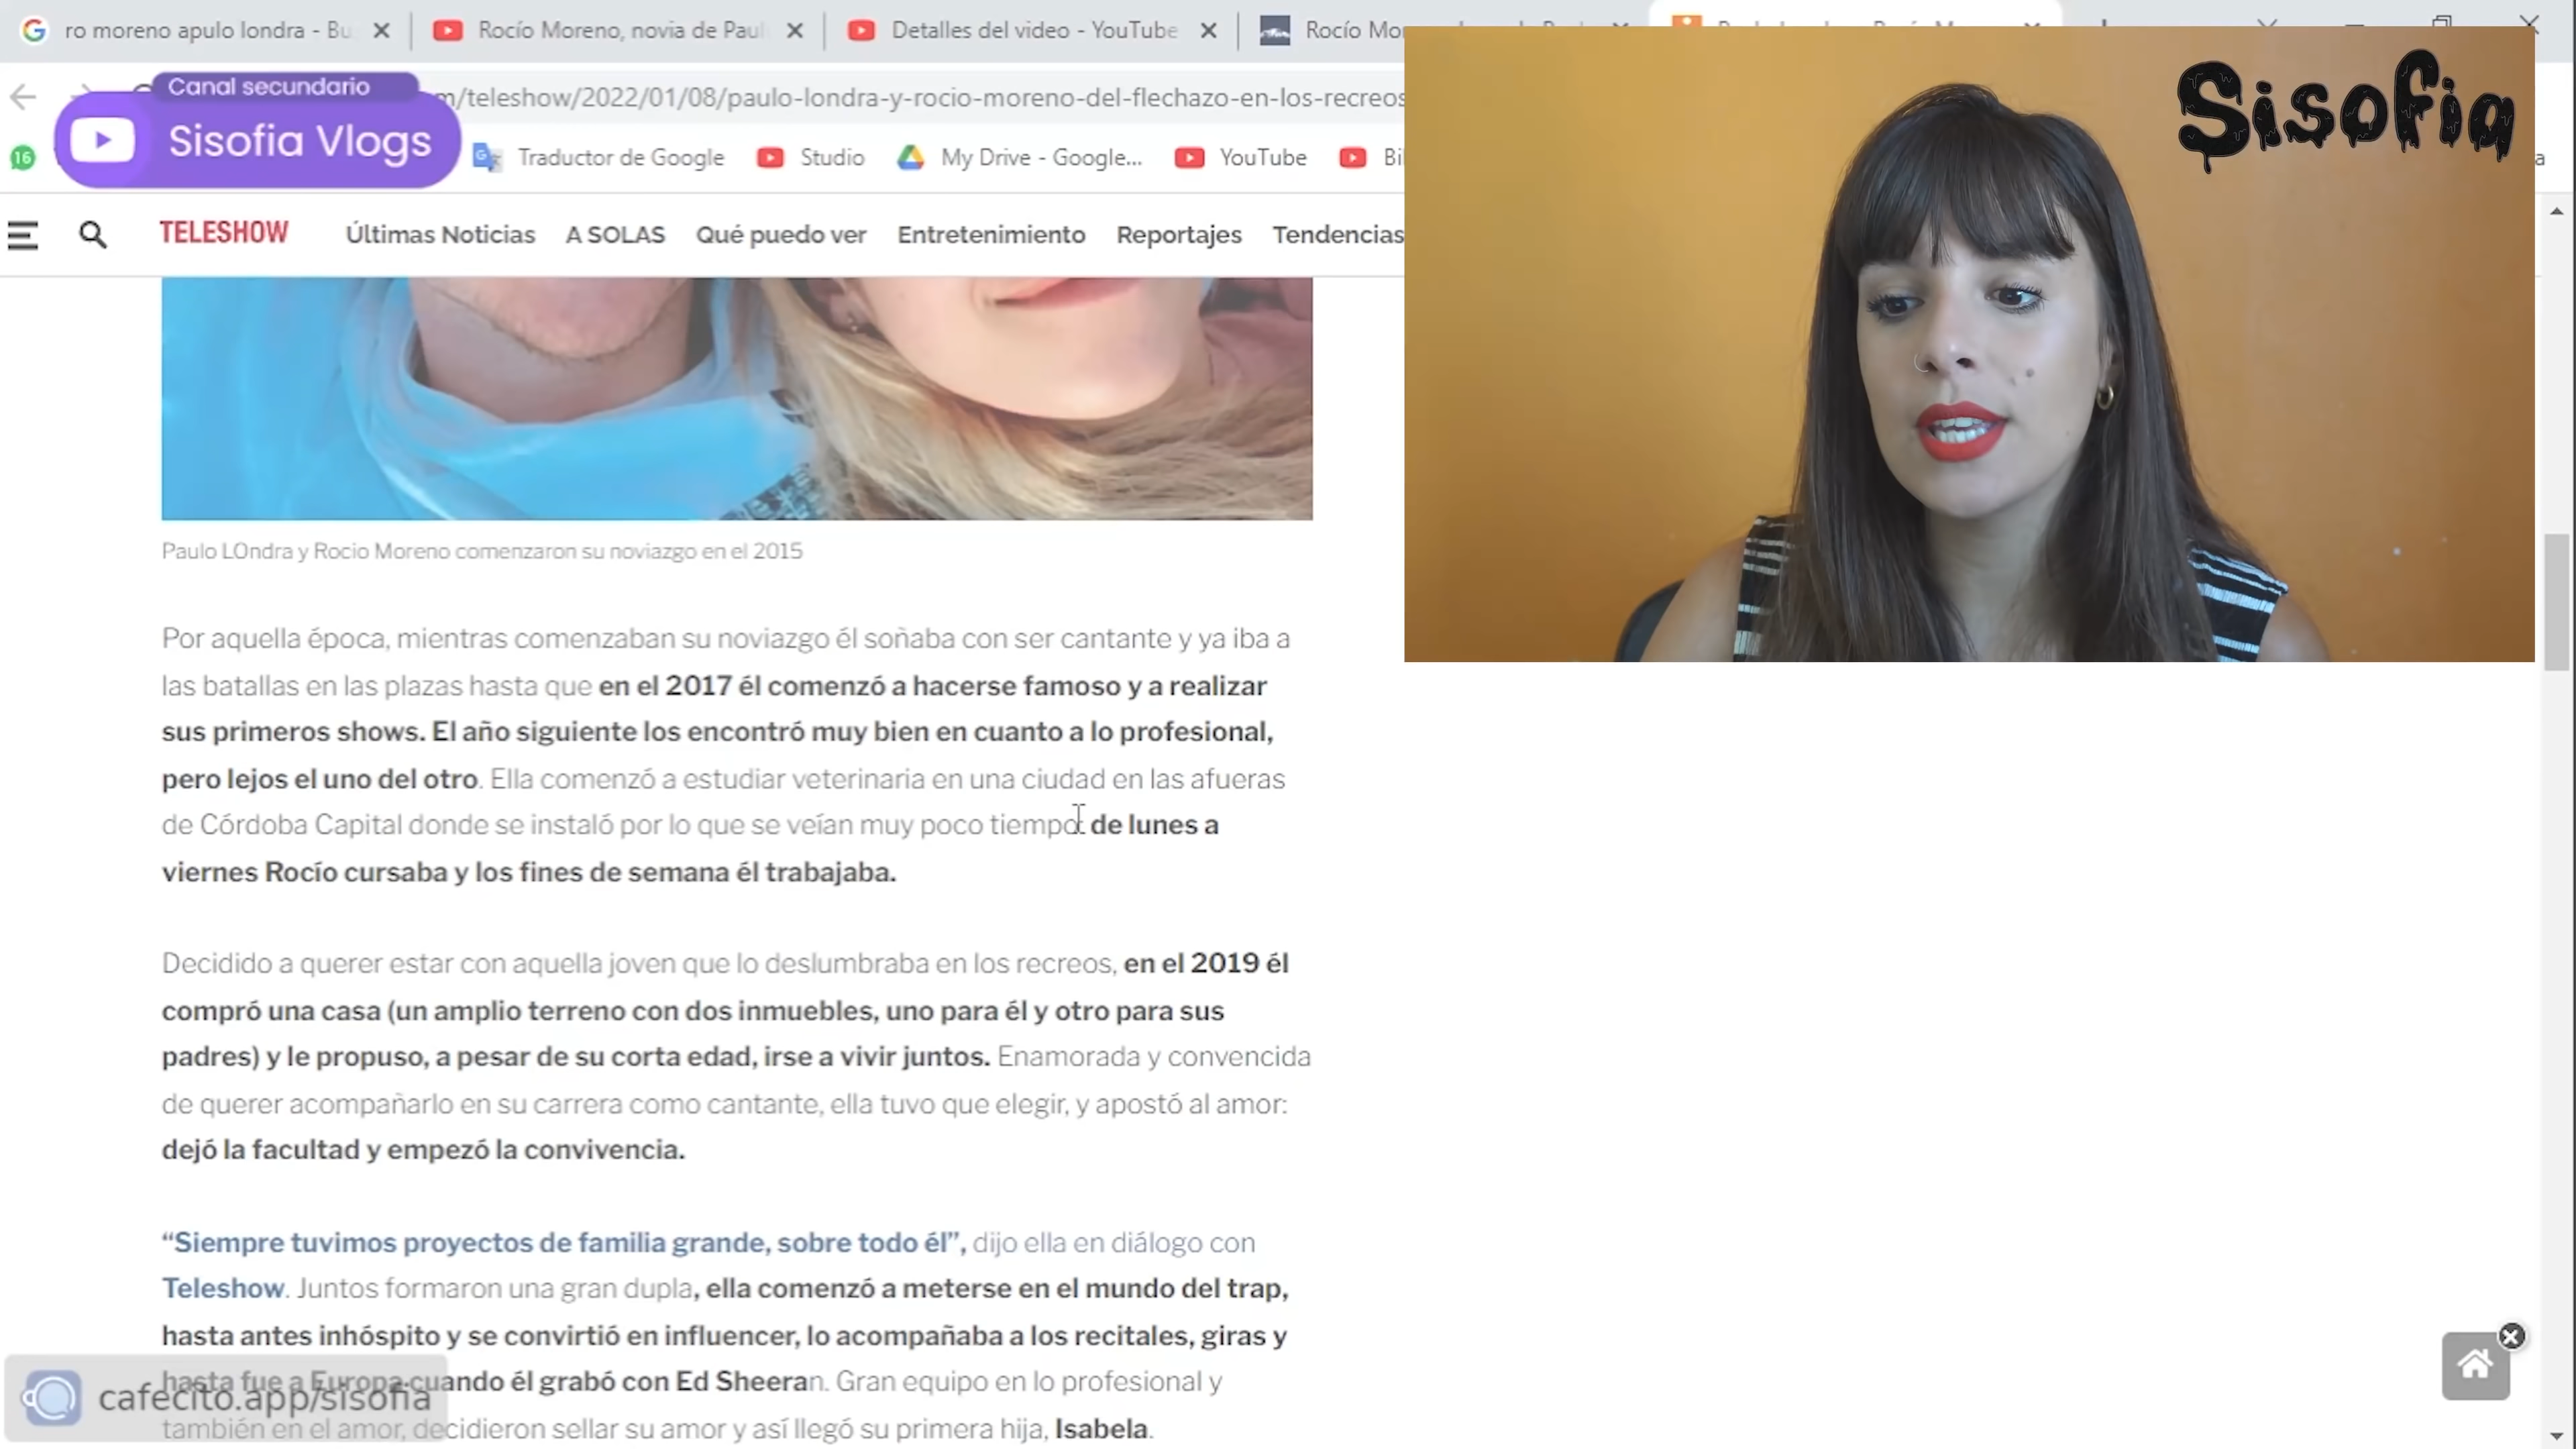 ro moreno apulo londra - Bu
Rocío Moreno, novia de Paul
Detalles del video - YouTube
Rocío Mo
Canal secundario
Sisofia Vlogs
m/teleshow/2022/01/08/paulo-londra-y-rocio-moreno-del-flechazo-en-los-recreos
Sisofia
16
Traductor de Google
Studio
My Drive - Google...
YouTube
TELESHOW
Últimas Noticias
A SOLAS
Qué puedo ver
Entretenimiento
Reportajes
Tendencias
Paulo LOndra y Rocio Moreno comenzaron su noviazgo en el 2015
Por aquella época, mientras comenzaban su noviazgo él soñaba con ser cantante y ya iba a
las batallas en las plazas hasta que en el 2017 él comenzó a hacerse famoso y a realizar
sus primeros shows. El año siguiente los encontró muy bien en cuanto a lo profesional,
pero lejos el uno del otro. Ella comenzó a estudiar veterinaria en una ciudad en las afueras
de Córdoba Capital donde se instaló por lo que se veían muy poco tiempo: de lunes a
viernes Rocío cursaba y los fines de semana él trabajaba.
Decidido a querer estar con aquella joven que lo deslumbraba en los recreos, en el 2019 él
compró una casa (un amplio terreno con dos inmuebles, uno para él y otro para sus
padres) y le propuso, a pesar de su corta edad, irse a vivir juntos. Enamorada y convencida
de querer acompañarlo en su carrera como cantante, ella tuvo que elegir, y apostó al amor:
dejó la facultad y empezó la convivencia.
“Siempre tuvimos proyectos de familia grande, sobre todo él”, dijo ella en diálogo con
Teleshow. Juntos formaron una gran dupla, ella comenzó a meterse en el mundo del trap,
hasta antes inhóspito y se convirtió en influencer, lo acompañaba a los recitales, giras y
hasta fue a Europa cuando él grabó con Ed Sheeran. Gran equipo en lo profesional y
cafecito.app/sisofia
también en el amor, decidieron sellar su amor y así llegó su primera hija, Isabela.